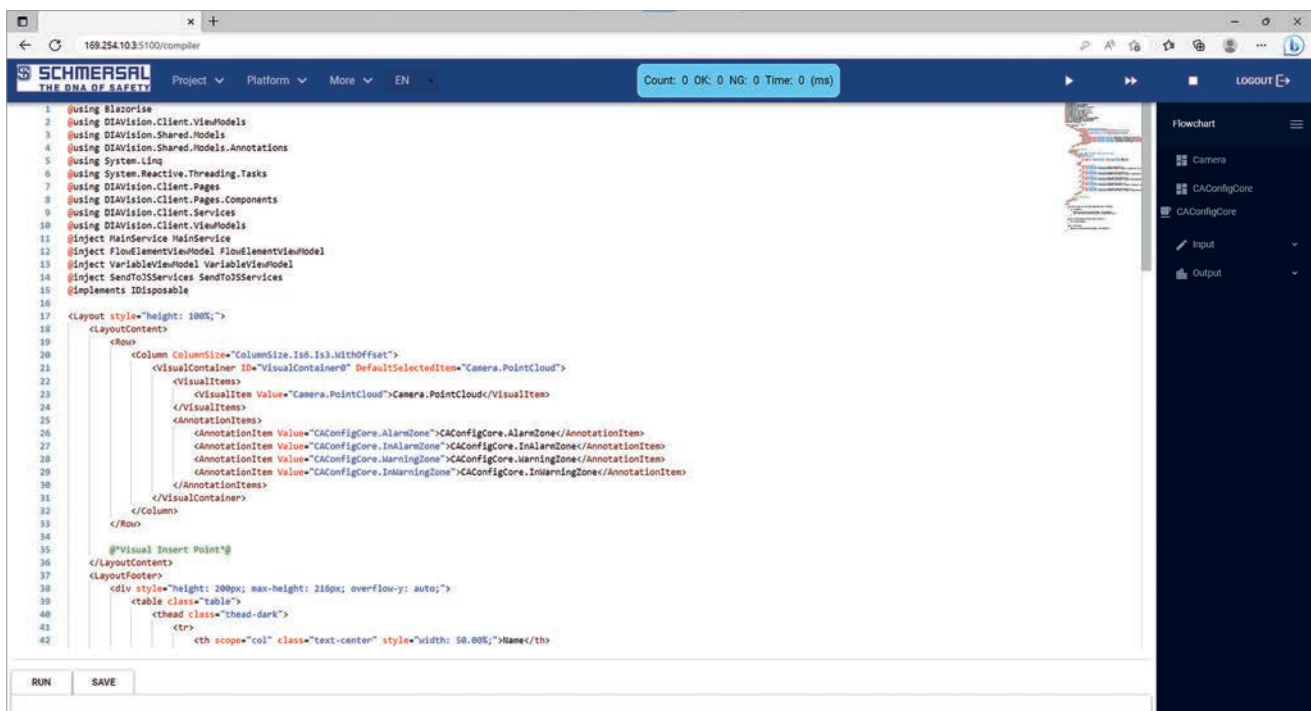 169.254.10.3:5100/compiler
SCHMERSAL
THE DNA OF SAFETY
Project Platform More EN
Count: 0 OK: 0 NG: 0 Time: 0 (ms)
LOGOUT
1 @using Blazorise
2 @using DIAVision.Client.ViewModels
3 @using DIAVision.Shared.Models
4 @using DIAVision.Shared.Models.Annotations
5 @using System.Linq
6 @using System.Reactive.Threading.Tasks
7 @using DIAVision.Client.Pages
8 @using DIAVision.Client.Pages.Components
9 @using DIAVision.Client.Services
10 @using DIAVision.Client.ViewModels
11 @inject MainService MainService
12 @inject FlowElementViewModel FlowElementViewModel
13 @inject VariableViewModel VariableViewModel
14 @inject SendToJSServices SendToJSServices
15 @implements IDisposable
16
17 <Layout style="height: 100%;">
18 <LayoutContent>
19 <Row>
20 <Column ColumnSize="ColumnSize.Is6.Is3.WithOffset">
21 <VisualContainer ID="VisualContainer0" DefaultSelectedItem="Camera.PointCloud">
22 <VisualItems>
23 <VisualItem Value="Camera.PointCloud">Camera.PointCloud</VisualItem>
24 </VisualItems>
25 <AnnotationItems>
26 <AnnotationItem Value="CAConfigCore.AlarmZone">CAConfigCore.AlarmZone</AnnotationItem>
27 <AnnotationItem Value="CAConfigCore.InAlarmZone">CAConfigCore.InAlarmZone</AnnotationItem>
28 <AnnotationItem Value="CAConfigCore.WarningZone">CAConfigCore.WarningZone</AnnotationItem>
29 <AnnotationItem Value="CAConfigCore.InWarningZone">CAConfigCore.InWarningZone</AnnotationItem>
30 </AnnotationItems>
31 </VisualContainer>
32 </Column>
33 </Row>
34
35 @*Visual Insert Point*@
36 </LayoutContent>
37 <LayoutFooter>
38 <div style="height: 200px; max-height: 216px; overflow-y: auto;">
39 <table class="table">
40 <thead class="thead-dark">
41 <tr>
42 <th scope="col" class="text-center" style="width: 50.00%;">Name</th>
Flowchart
Camera
CAConfigCore
CAConfigCore
Input
Output
RUN SAVE